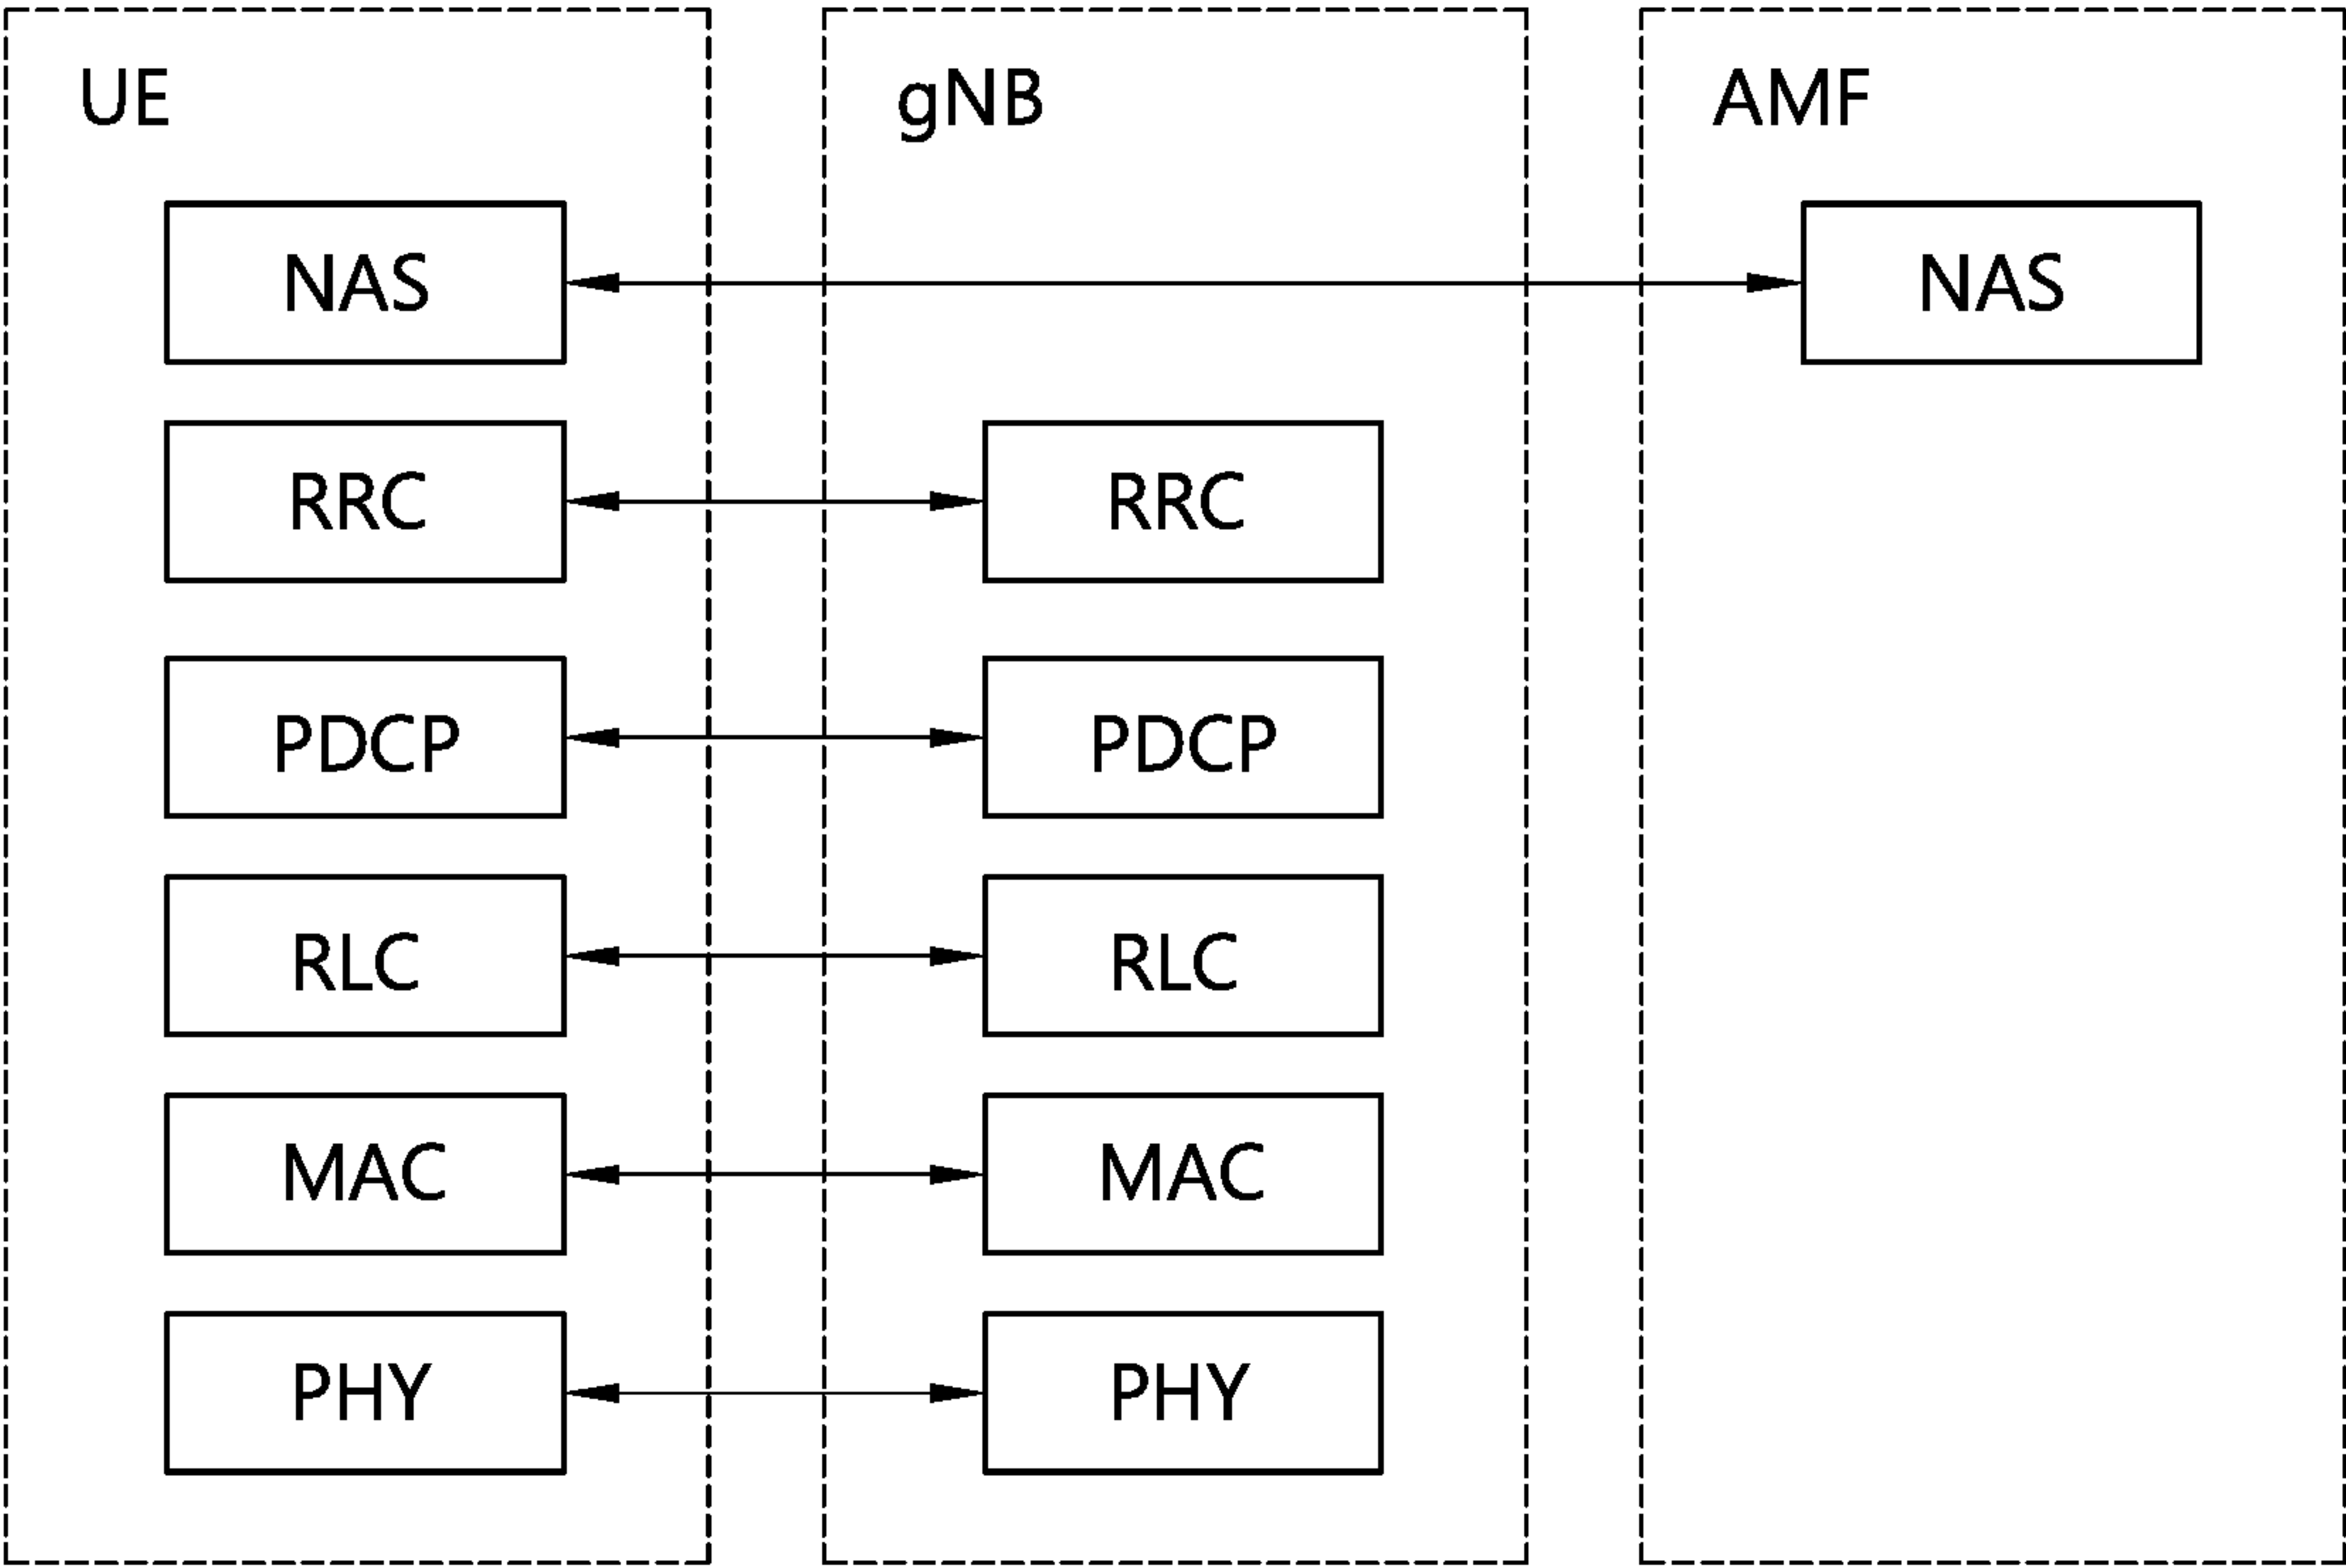 UE
gNB
AMF
NAS
NAS
RRC
RRC
PDCP
PDCP
RLC
RLC
MAC
MAC
PHY
PHY